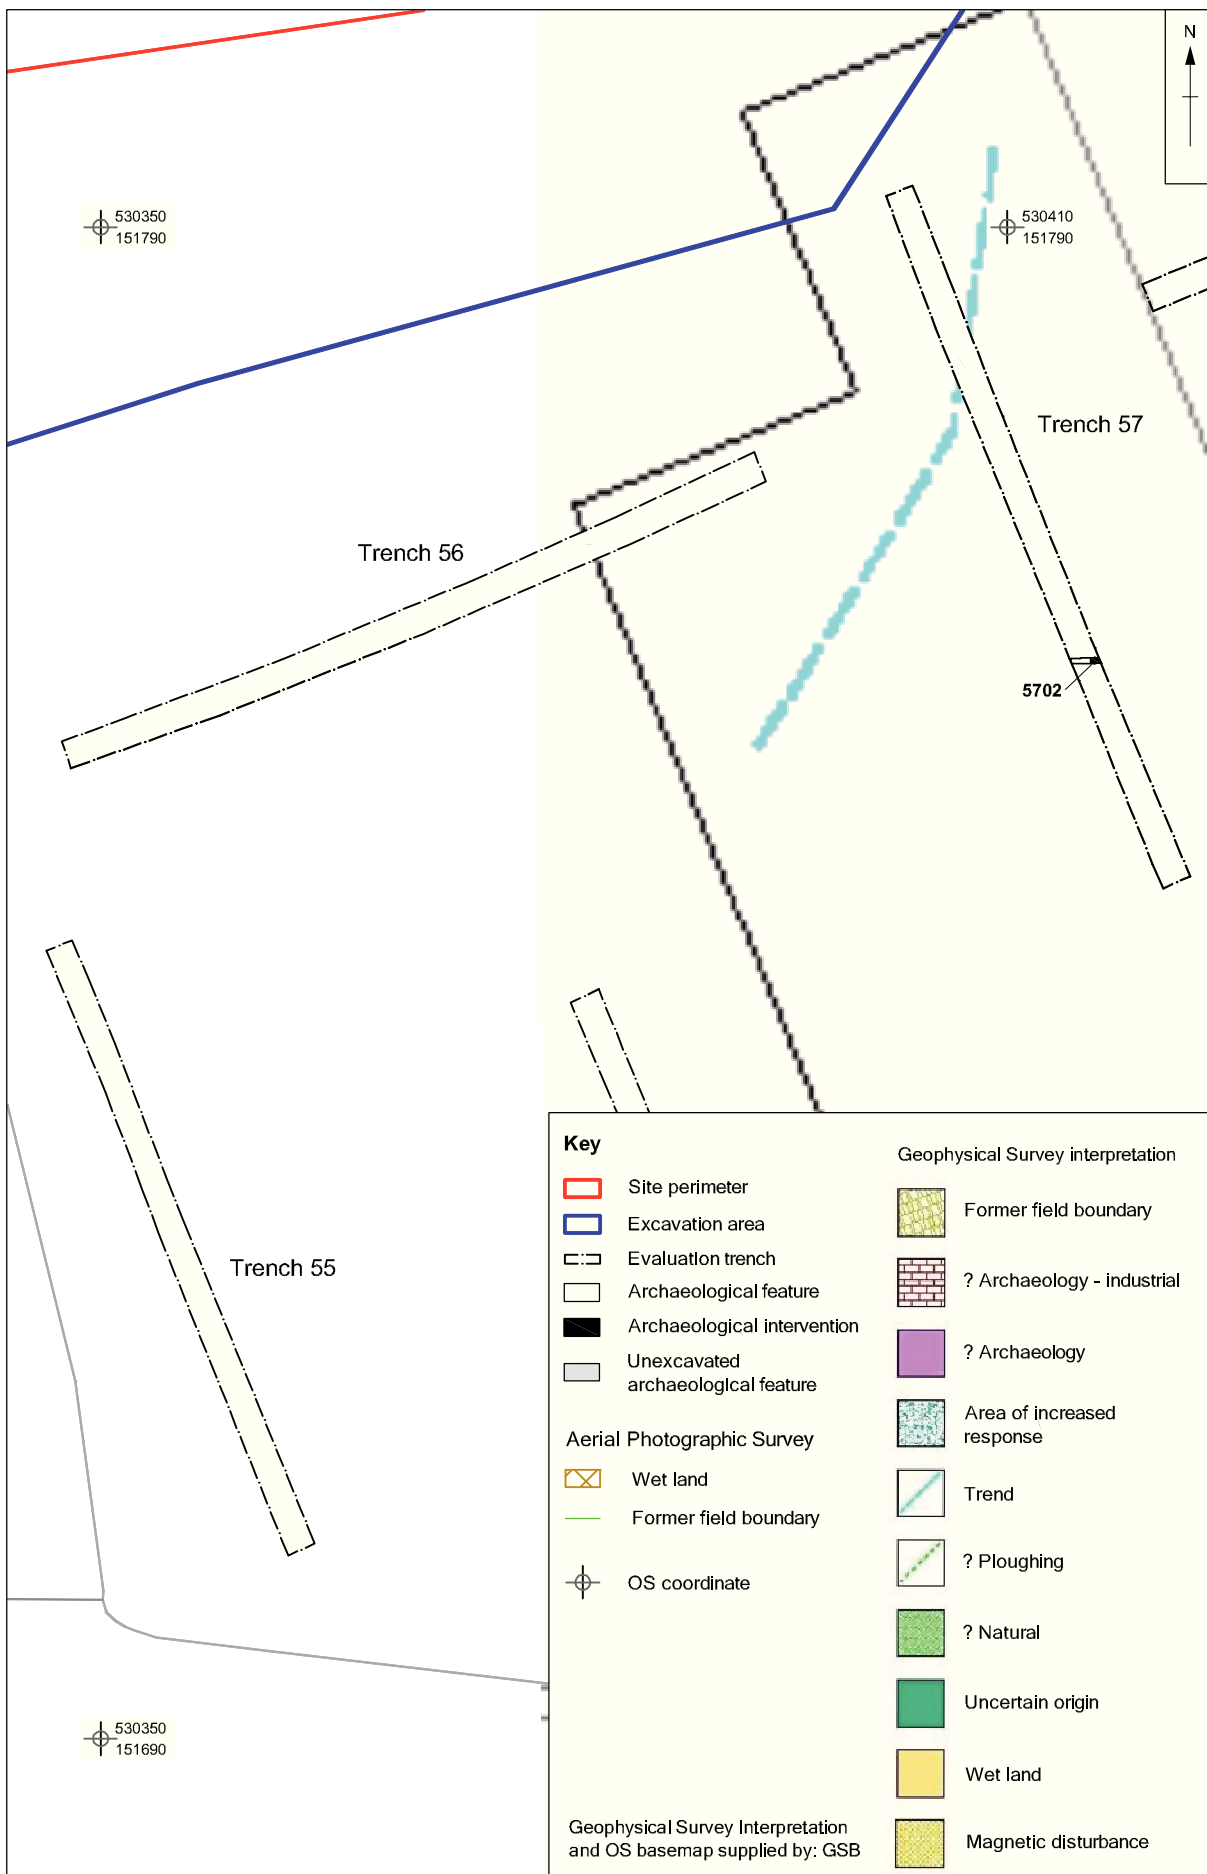 N
530350
151790
530410
151790
Trench 57
Trench 56
5702
Trench 55
530350
151690
Key
Site perimeter
Excavation area
Evaluation trench
Archaeological feature
Archaeological intervention
Unexcavated
archaeological feature
Aerial Photographic Survey
Wet land
Former field boundary
OS coordinate
Geophysical Survey Interpretation
and OS basemap supplied by: GSB
Geophysical Survey interpretation
Former field boundary
? Archaeology - industrial
? Archaeology
Area of increased
response
Trend
? Ploughing
? Natural
Uncertain origin
Wet land
Magnetic disturbance